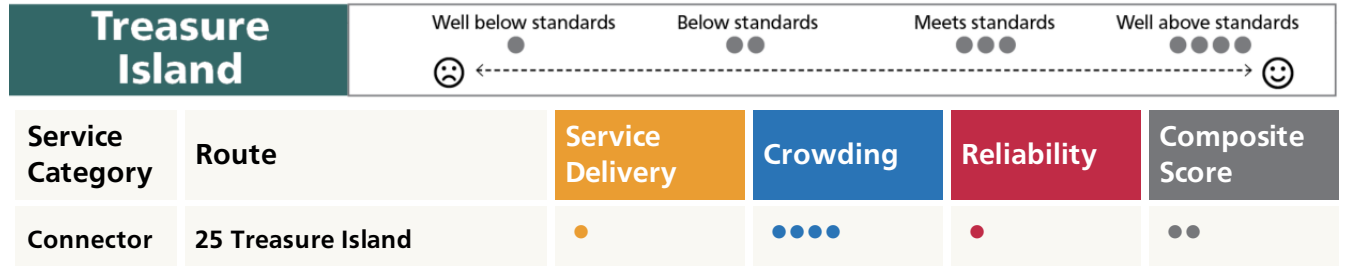 Treasure
Island
Well below standards Below standards Meets standards Well above standards
Service
Category
Route
Service
Delivery
Crowding
Reliability
Composite
Score
Connector 25 Treasure Island